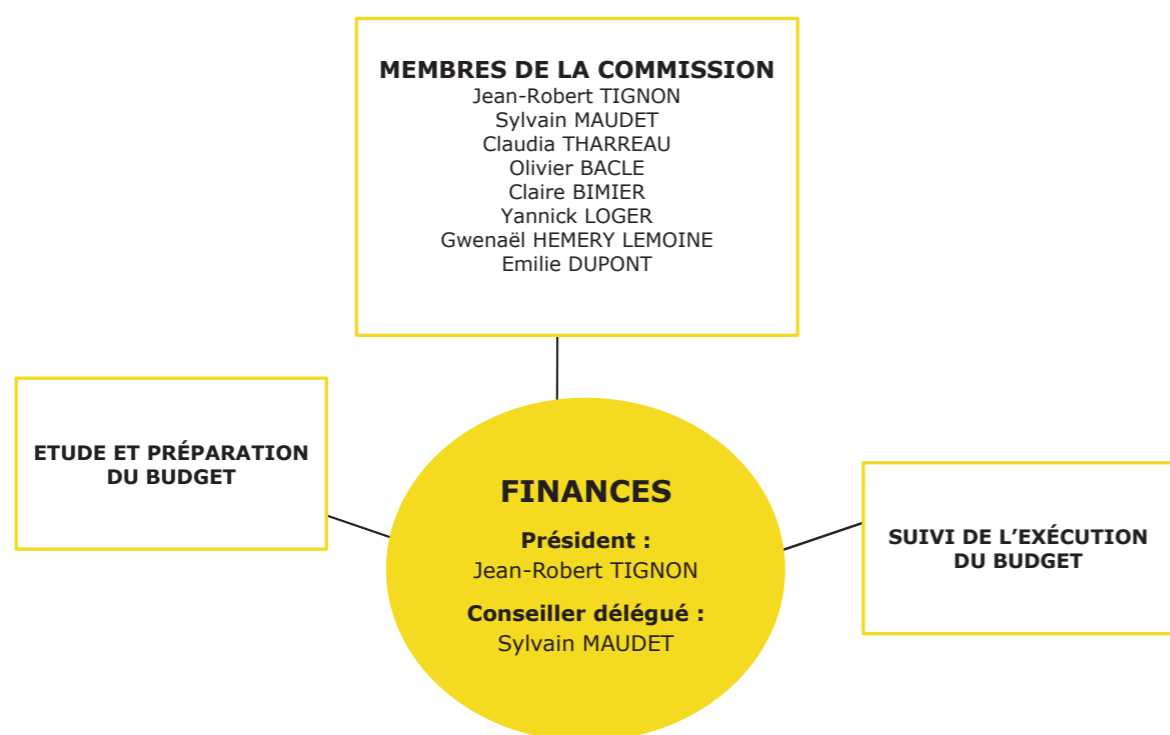 MEMBRES DE LA COMMISSION
Jean-Robert TIGNON
Sylvain MAUDET
Claudia THARREAU
Olivier BACLE
Claire BIMIER
Yannick LOGER
Gwenaël HEMERY LEMOINE
Emilie DUPONT
ETUDE ET PRÉPARATION
DU BUDGET
FINANCES
Président :
Jean-Robert TIGNON
Conseiller délégué :
Sylvain MAUDET
SUIVI DE L’EXÉCUTION
DU BUDGET